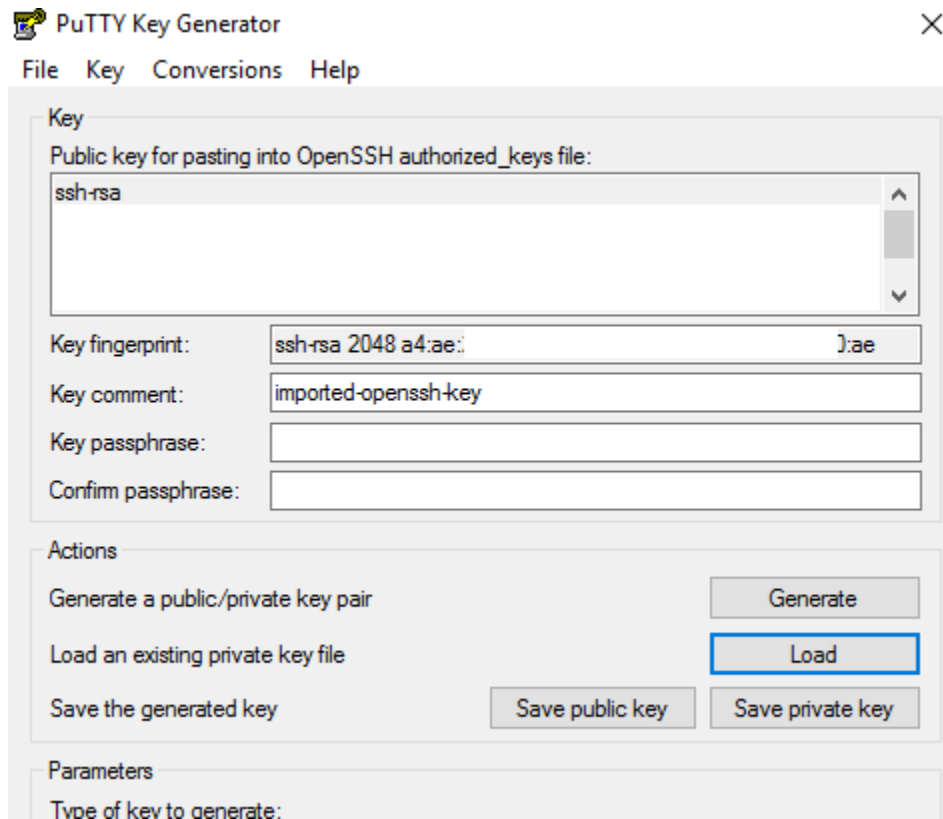 PuTTY Key Generator
File Key Conversions Help
Key
Public key for pasting into OpenSSH authorized_keys file:
ssh-rsa
Key fingerprint: ssh-rsa 2048 a4:ae: :ae
Key comment: imported-openssh-key
Key passphrase:
Confirm passphrase:
Actions
Generate a public/private key pair Generate
Load an existing private key file Load
Save the generated key Save public key Save private key
Parameters
Type of key to generate: